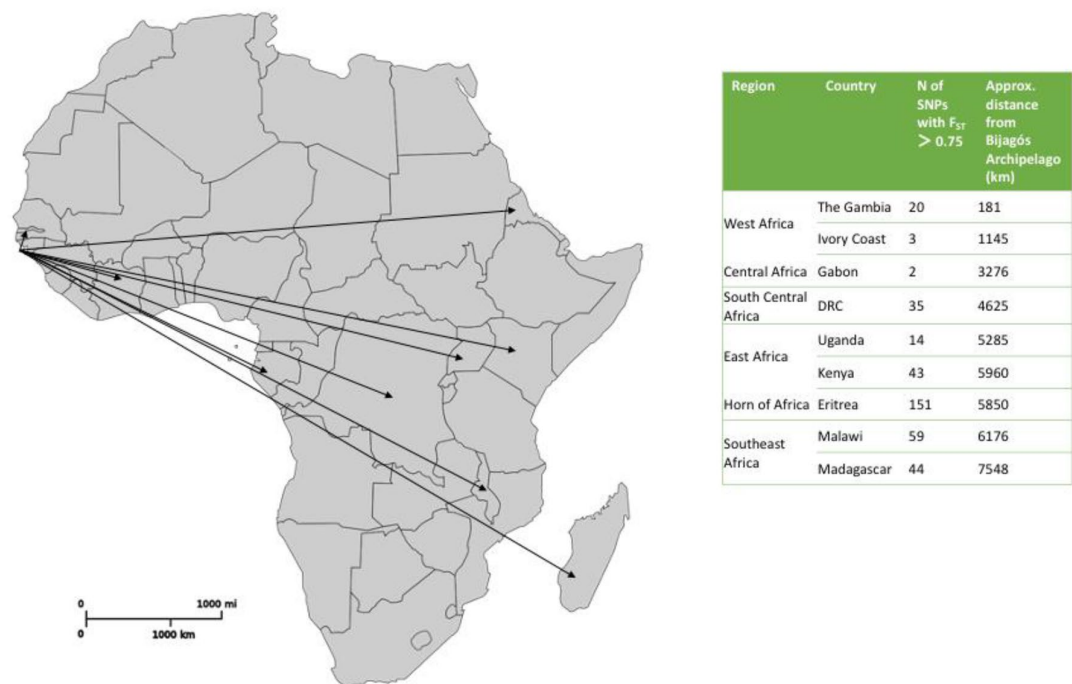 Region Country N of SNPs with FST > 0.75 Approx. distance from Bijagós Archipelago (km)
West Africa The Gambia 20 181
Ivory Coast 3 1145
Central Africa Gabon 2 3276
South Central Africa DRC 35 4625
East Africa Uganda 14 5285
Kenya 43 5960
Horn of Africa Eritrea 151 5850
Southeast Africa Malawi 59 6176
Madagascar 44 7548
0 1000 mi
0 1000 km